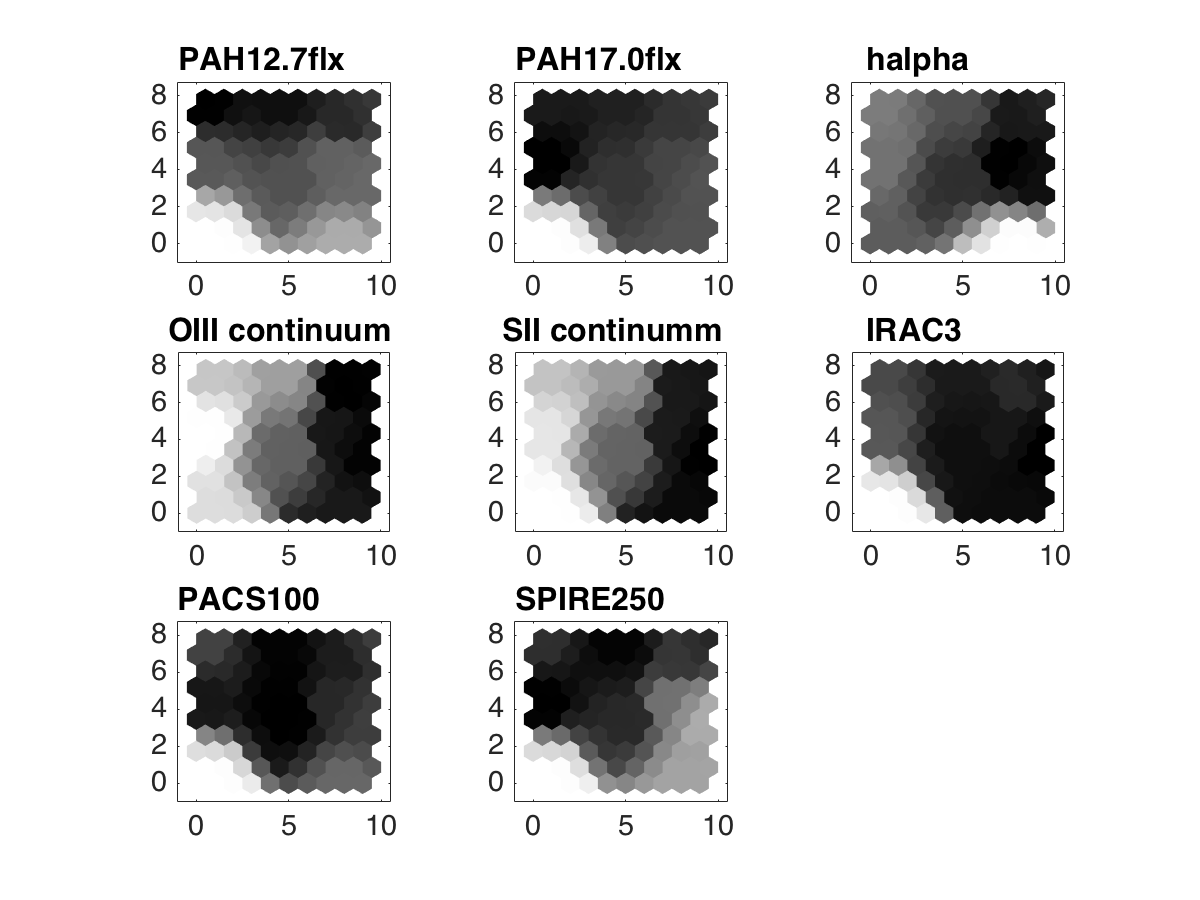 PAH12.7flx PAH17.0flx halpha
8 8 8
6 6 6
4 4 4
2 2 2
0 0 0
0 5 10 0 5 10 0 5 10
OIII continuum SII continumm IRAC3
8 8 8
6 6 6
4 4 4
2 2 2
0 0 0
0 5 10 0 5 10 0 5 10
PACS100 SPIRE250
8 8
6 6
4 4
2 2
0 0
0 5 10 0 5 10